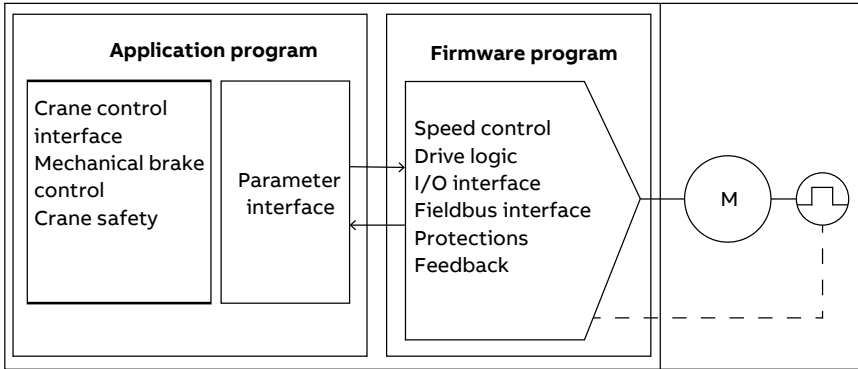 Application program
Crane control
interface
Mechanical brake
control
Crane safety
Parameter
interface
Firmware program
Speed control
Drive logic
I/O interface
Fieldbus interface
Protections
Feedback
M